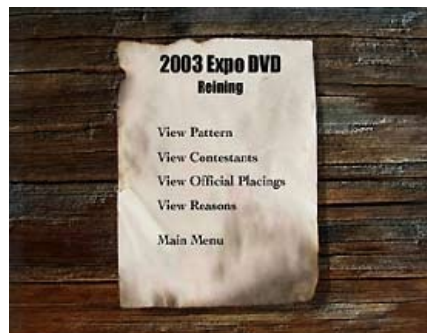 2003 Expo DVD
Reining
View Pattern
View Contestants
View Official Placings
View Reasons
Main Menu